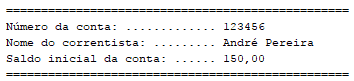 ==================================================
Número da conta: ............. 123456
Nome do correntista: ......... André Pereira
Saldo inicial da conta: ...... 150,00
==================================================